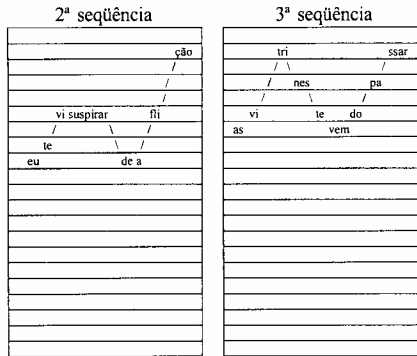 2ª seqüência
ção
vi suspirar fli
te
eu de a
3ª seqüência
tri ssar
nes pa
vi te do
as vem